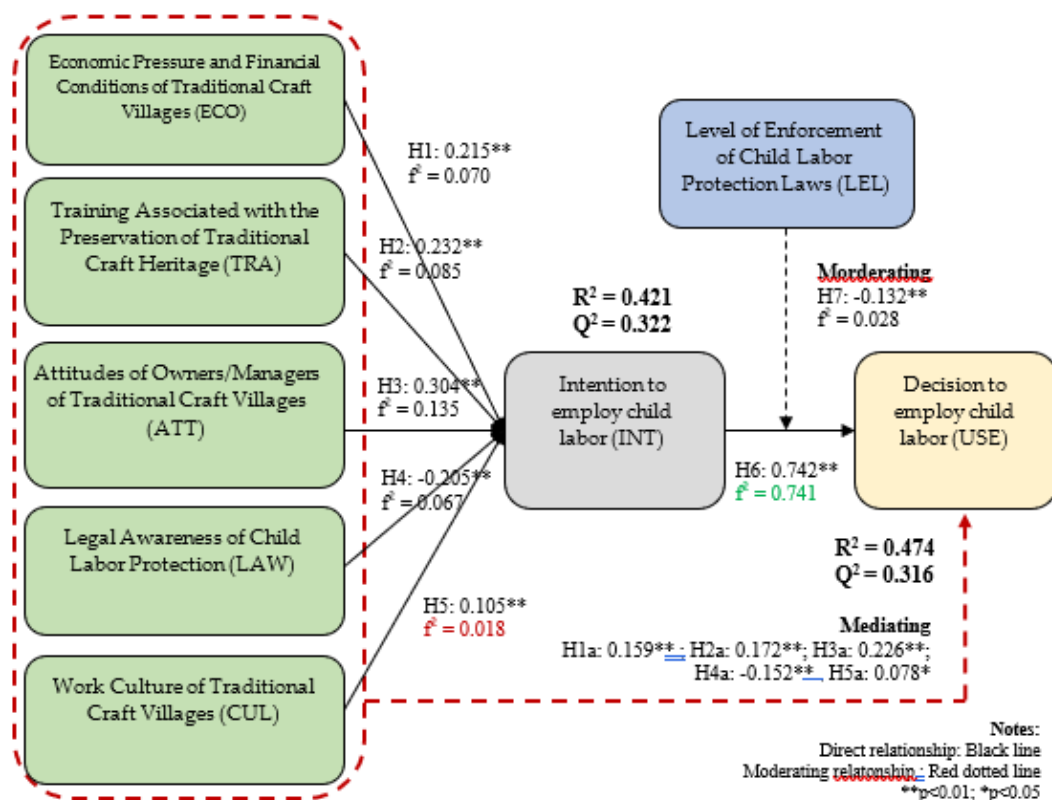 Economic Pressure and Financial
Conditions of Traditional Craft
Villages (ECO)
Training Associated with the
Preservation of Traditional
Craft Heritage (TRA)
Attitudes of Owners/Managers
of Traditional Craft Villages
(ATT)
Legal Awareness of Child
Labor Protection (LAW)
Work Culture of Traditional
Craft Villages (CUL)
H1: 0.215**
f² = 0.070
H2: 0.232**
f² = 0.085
H3: 0.304**
f² = 0.135
H4: -0.205**
f² = 0.067
H5: 0.105**
f² = 0.018
R² = 0.421
Q² = 0.322
Intention to
employ child
labor (INT)
Level of Enforcement
of Child Labor
Protection Laws (LEL)
Morderating
H7: -0.132**
f² = 0.028
H6: 0.742**
f² = 0.741
Decision to
employ child
labor (USE)
R² = 0.474
Q² = 0.316
Mediating
H1a: 0.159** ; H2a: 0.172**; H3a: 0.226**;
H4a: -0.152** , H5a: 0.078*
Notes:
Direct relationship: Black line
Moderating relatonship : Red dotted line
**p<0.01; *p<0.05